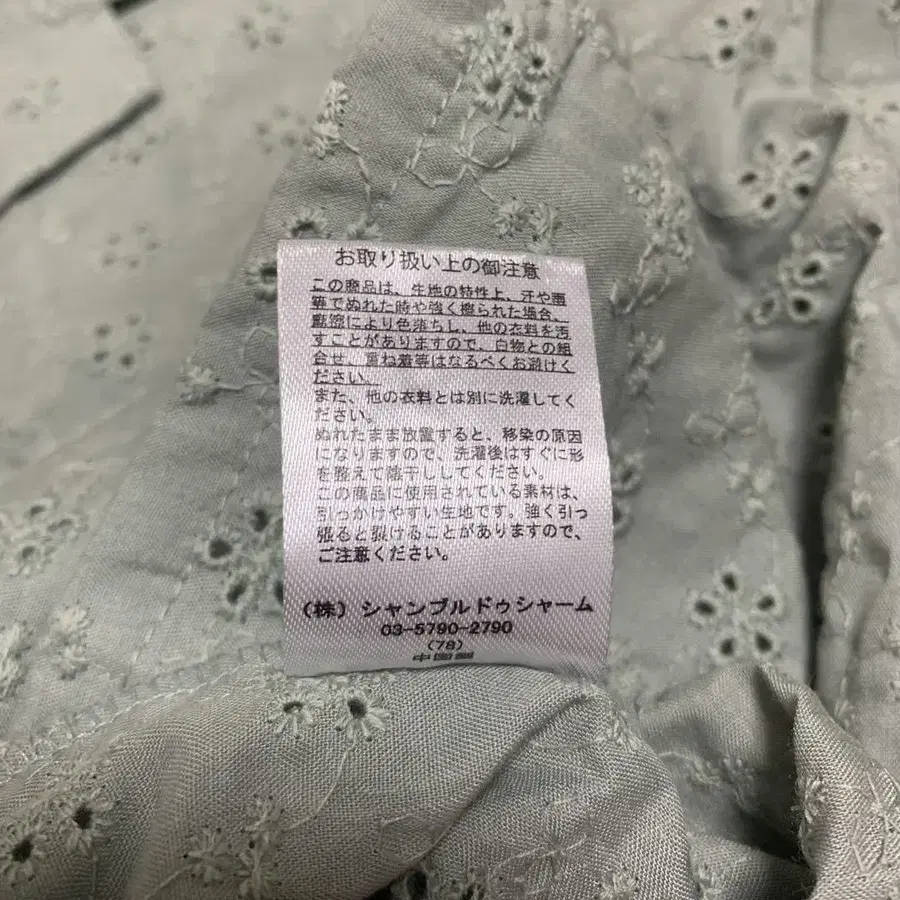 お取り扱い上の御注意
この商品は、生地の特性上、汗や雨
等でぬれた時や強く擦られた場合、
摩擦により色落ちし、他の衣料を汚
すことがありますので、白物との組
合せ、重ね着等はなるべくお避けく
ださい。
また、他の衣料とは別に洗濯してく
ださい。
ぬれたまま放置すると、移染の原因
になりますので、洗濯後はすぐに形
を整えて陰干ししてください。
この商品に使用されている素材は、
引っかけやすい生地です。強く引っ
張ると裂けることがありますので、
ご注意ください。
(株) シャンブルドゥシャーム
03-5790-2790
(78)
中国製